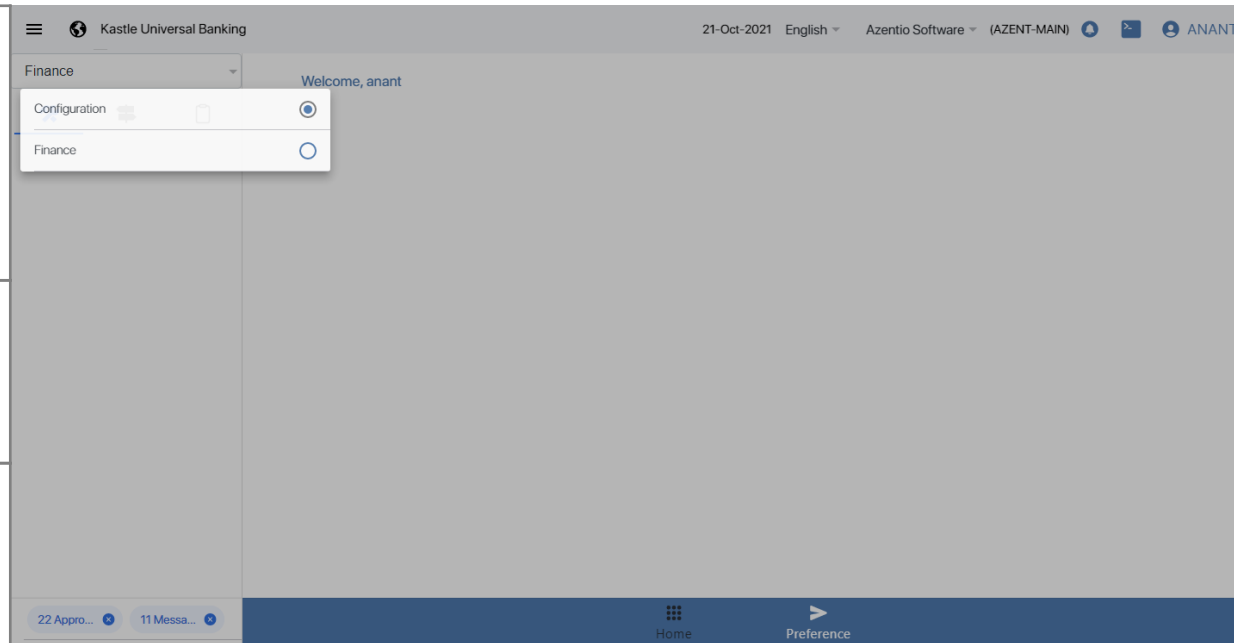 Kastle Universal Banking 21-Oct-2021 English Azentio Software (AZENT-MAIN) ANANT
Finance
Welcome, anant
Configuration
Finance
22 Appro... 11 Messa...
Home Preference